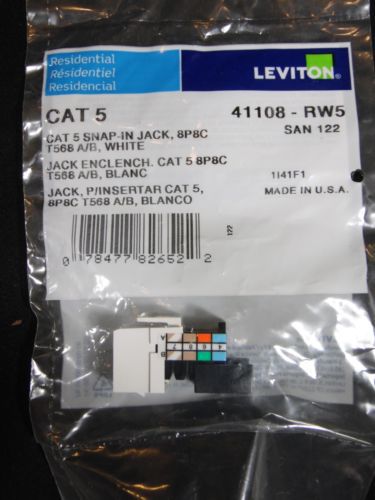 Residential
Résidentiel
Residencial
LEVITON
CAT 5
41108 - RW5
SAN 122
CAT 5 SNAP-IN JACK, 8P8C
T568 A/B, WHITE
JACK ENCLENCH. CAT 5 8P8C
T568 A/B, BLANC
1I41F1
JACK, P/INSERTAR CAT 5,
8P8C T568 A/B, BLANCO
MADE IN U.S.A.
122
0 78477 82652 2
A
B